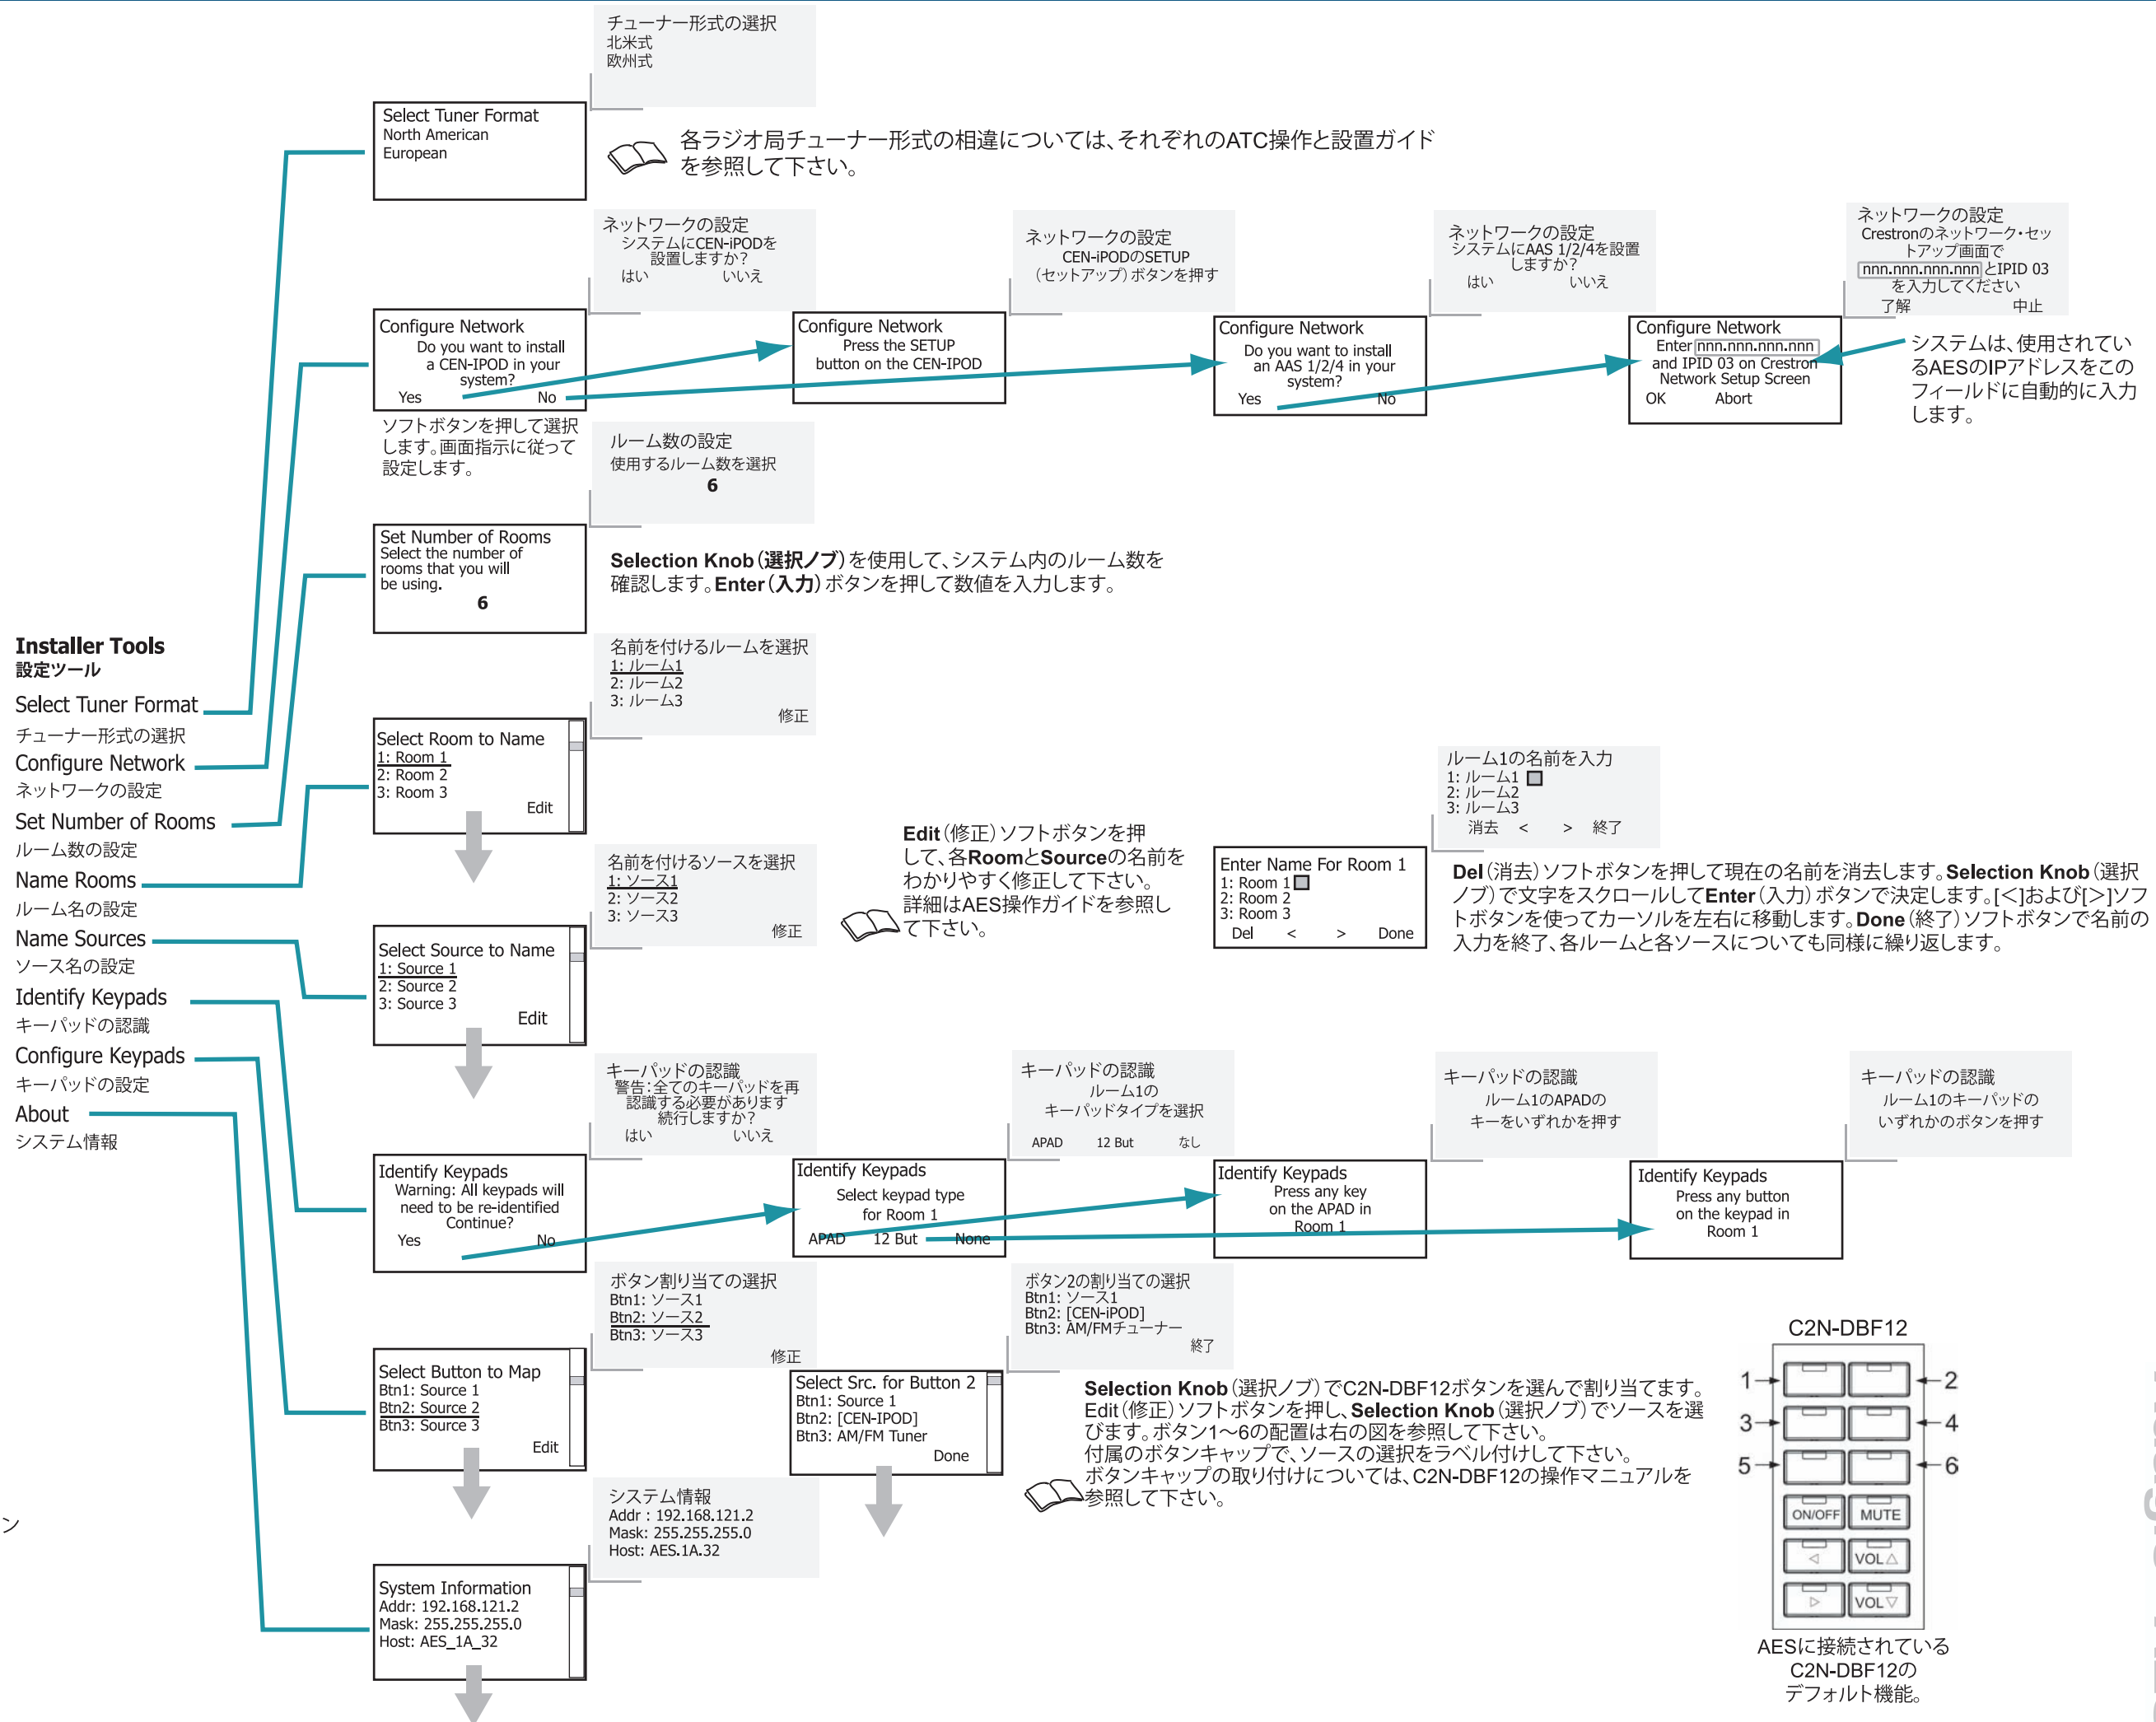 チューナー形式の選択
北米式
欧州式
Select Tuner Format
North American
European
各ラジオ局チューナー形式の相違については、それぞれのATC操作と設置ガイド
を参照して下さい。
ネットワークの設定
システムにCEN-iPODを
設置しますか?
はい いいえ
ネットワークの設定
CEN-iPODのSETUP
(セットアップ)ボタンを押す
ネットワークの設定
システムにAAS 1/2/4を設置
しますか?
はい いいえ
ネットワークの設定
Crestronのネットワーク・セッ
トアップ画面で
nnn.nnn.nnn.nnn とIPID 03
を入力してください
了解 中止
Configure Network
Do you want to install
a CEN-IPOD in your
system?
Yes No
Configure Network
Press the SETUP
button on the CEN-IPOD
Configure Network
Do you want to install
an AAS 1/2/4 in your
system?
Yes No
Configure Network
Enter nnn.nnn.nnn.nnn
and IPID 03 on Crestron
Network Setup Screen
OK Abort
システムは、使用されてい
るAESのIPアドレスをこの
フィールドに自動的に入力
します。
ソフトボタンを押して選択
します。画面指示に従って
設定します。
ルーム数の設定
使用するルーム数を選択
6
Set Number of Rooms
Select the number of
rooms that you will
be using.
6
Selection Knob(選択ノブ)を使用して、システム内のルーム数を
確認します。Enter(入力)ボタンを押して数値を入力します。
Installer Tools
設定ツール
Select Tuner Format
チューナー形式の選択
Configure Network
ネットワークの設定
Set Number of Rooms
ルーム数の設定
Name Rooms
ルーム名の設定
Name Sources
ソース名の設定
Identify Keypads
キーパッドの認識
Configure Keypads
キーパッドの設定
About
システム情報
名前を付けるルームを選択
1: ルーム1
2: ルーム2
3: ルーム3
修正
Select Room to Name
1: Room 1
2: Room 2
3: Room 3
Edit
名前を付けるソースを選択
1: ソース1
2: ソース2
3: ソース3
修正
Select Source to Name
1: Source 1
2: Source 2
3: Source 3
Edit
Edit(修正)ソフトボタンを押
して、各RoomとSourceの名前を
わかりやすく修正して下さい。
詳細はAES操作ガイドを参照し
て下さい。
ルーム1の名前を入力
1: ルーム1
2: ルーム2
3: ルーム3
消去 < > 終了
Enter Name For Room 1
1: Room 1
2: Room 2
3: Room 3
Del < > Done
Del(消去)ソフトボタンを押して現在の名前を消去します。Selection Knob(選択
ノブ)で文字をスクロールしてEnter(入力)ボタンで決定します。[<]および[>]ソフ
トボタンを使ってカーソルを左右に移動します。Done(終了)ソフトボタンで名前の
入力を終了、各ルームと各ソースについても同様に繰り返します。
キーパッドの認識
警告:全てのキーパッドを再
認識する必要があります
続行しますか?
はい いいえ
キーパッドの認識
ルーム1の
キーパッドタイプを選択
APAD 12 But なし
キーパッドの認識
ルーム1のAPADの
キーをいずれかを押す
キーパッドの認識
ルーム1のキーパッドの
いずれかのボタンを押す
Identify Keypads
Warning: All keypads will
need to be re-identified
Continue?
Yes No
Identify Keypads
Select keypad type
for Room 1
APAD 12 But None
Identify Keypads
Press any key
on the APAD in
Room 1
Identify Keypads
Press any button
on the keypad in
Room 1
ボタン割り当ての選択
Btn1: ソース1
Btn2: ソース2
Btn3: ソース3
修正
ボタン2の割り当ての選択
Btn1: ソース1
Btn2: [CEN-iPOD]
Btn3: AM/FMチューナー
終了
Select Button to Map
Btn1: Source 1
Btn2: Source 2
Btn3: Source 3
Edit
Select Src. for Button 2
Btn1: Source 1
Btn2: [CEN-IPOD]
Btn3: AM/FM Tuner
Done
Selection Knob(選択ノブ)でC2N-DBF12ボタンを選んで割り当てます。
Edit(修正)ソフトボタンを押し、Selection Knob(選択ノブ)でソースを選
びます。ボタン1〜6の配置は右の図を参照して下さい。
付属のボタンキャップで、ソースの選択をラベル付けして下さい。
ボタンキャップの取り付けについては、C2N-DBF12の操作マニュアルを
参照して下さい。
C2N-DBF12
1 2
3 4
5 6
ON/OFF MUTE
◁ VOL△
▷ VOL▽
AESに接続されている
C2N-DBF12の
デフォルト機能。
システム情報
Addr : 192.168.121.2
Mask: 255.255.255.0
Host: AES.1A.32
System Information
Addr: 192.168.121.2
Mask: 255.255.255.0
Host: AES_1A_32
ン